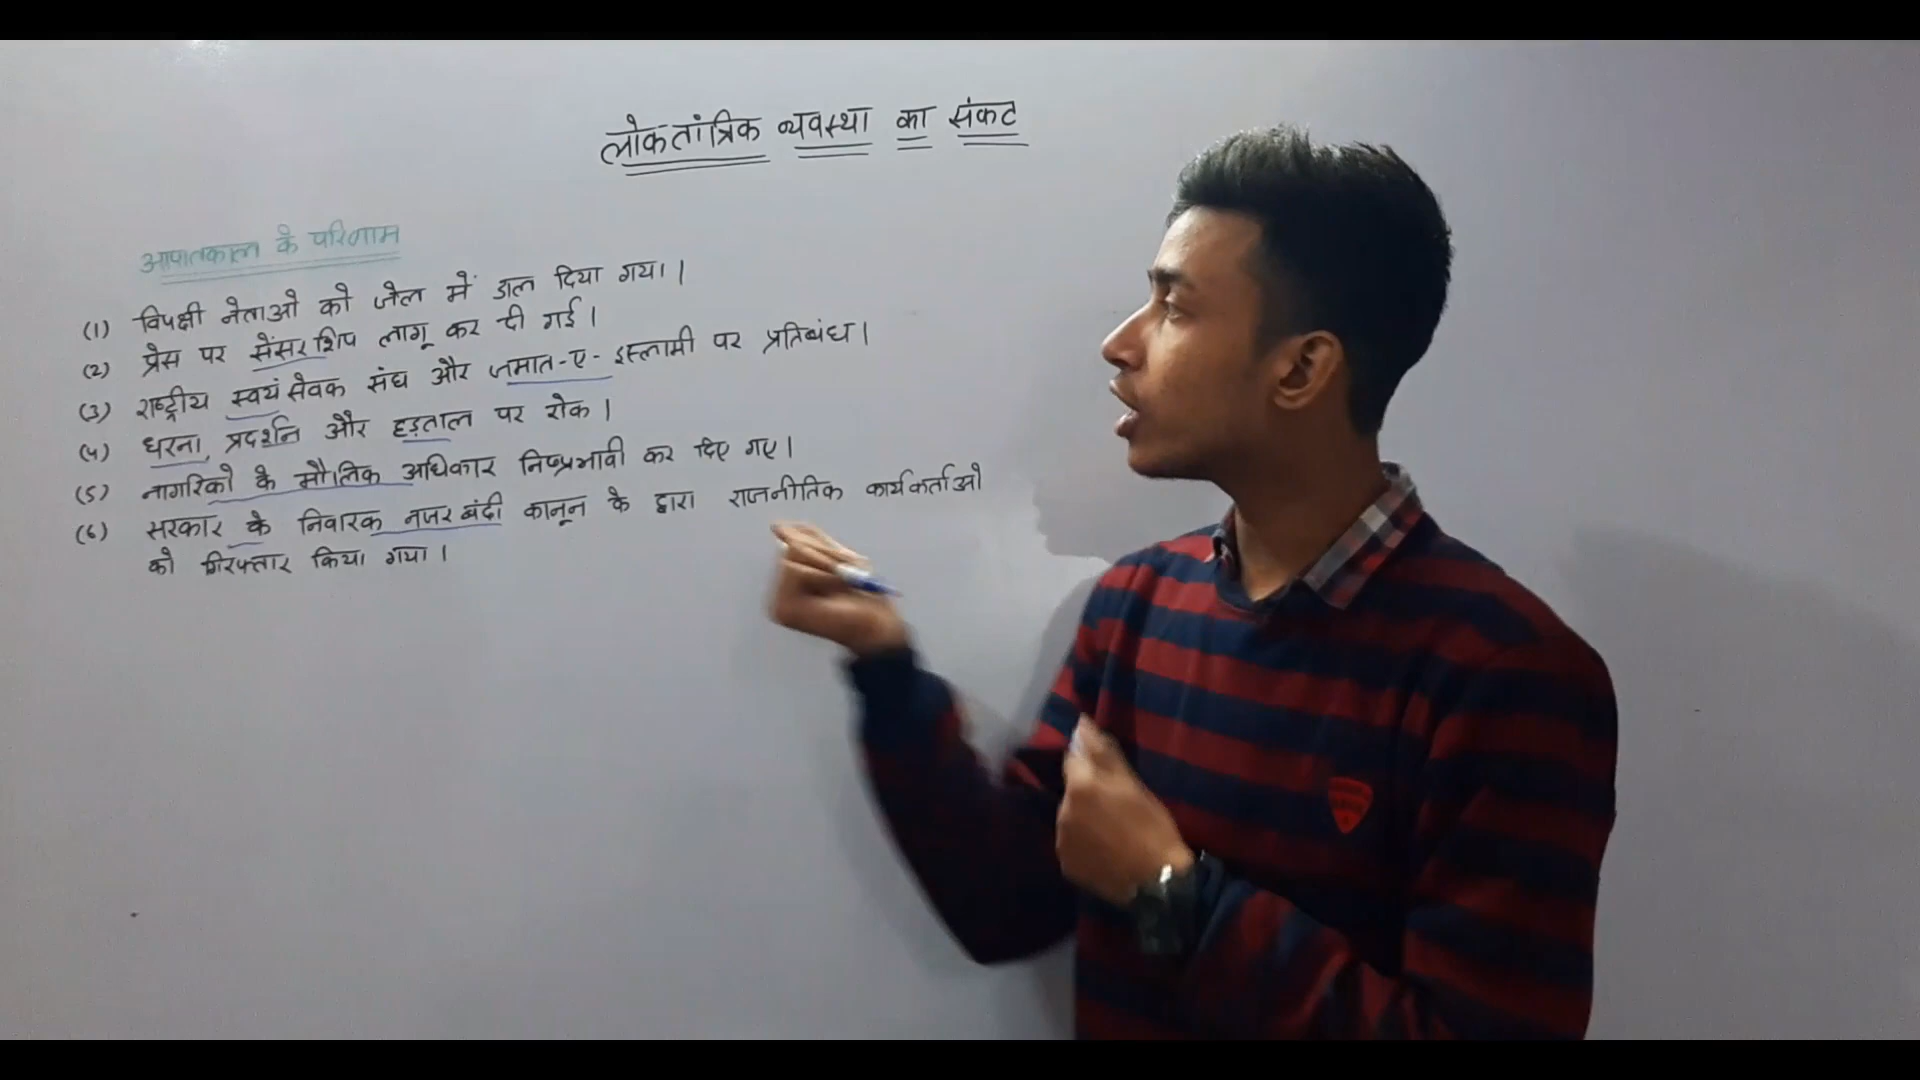 लोकतांत्रिक व्यवस्था का संकट
आपातकाल के परिणाम
(1) विपक्षी नेताओ को जेल में डाल दिया गया।
(2) प्रेस पर सेंसरशिप लागू कर दी गई।
(3) राष्ट्रीय स्वयंसेवक संघ और जमात-ए-इस्लामी पर प्रतिबंध।
(4) धरना, प्रदर्शन और हड़ताल पर रोक।
(5) नागरिको के मौलिक अधिकार निष्प्रभावी कर दिए गए।
(6) सरकार के निवारक नजरबंदी कानून के द्वारा राजनीतिक कार्यकर्ताओ
को गिरफ्तार किया गया।